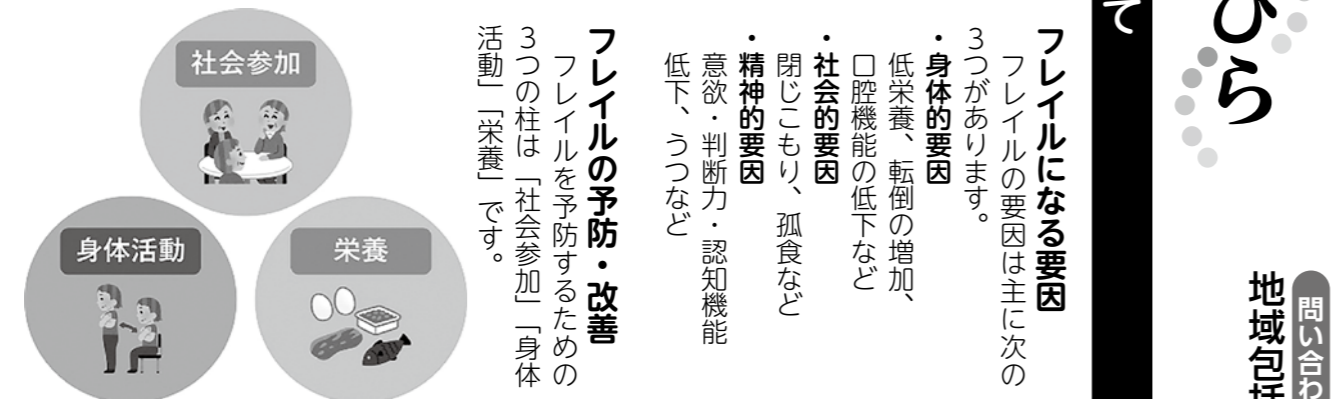 ひら
問い合わ
地域包括
て
フレイルになる要因
フレイルの要因は主に次の
3つがあります。
・身体的要因
低栄養、転倒の増加、
口腔機能の低下など
・社会的要因
閉じこもり、孤食など
・精神的要因
意欲・判断力・認知機能
低下、うつなど
フレイルの予防・改善
フレイルを予防するための
3つの柱は「社会参加」「身体
活動」「栄養」です。
社会参加
身体活動
栄養